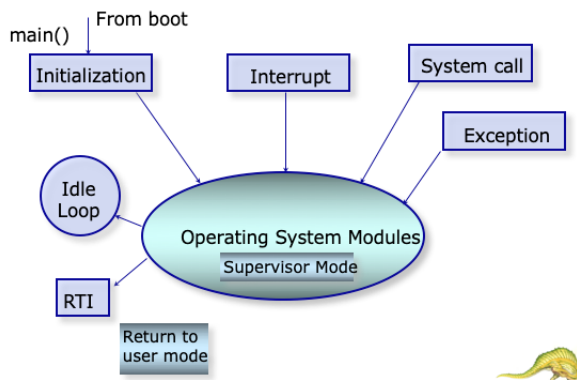 From boot
main()
Initialization
Interrupt
System call
Exception
Idle
Loop
Operating System Modules
Supervisor Mode
RTI
Return to
user mode